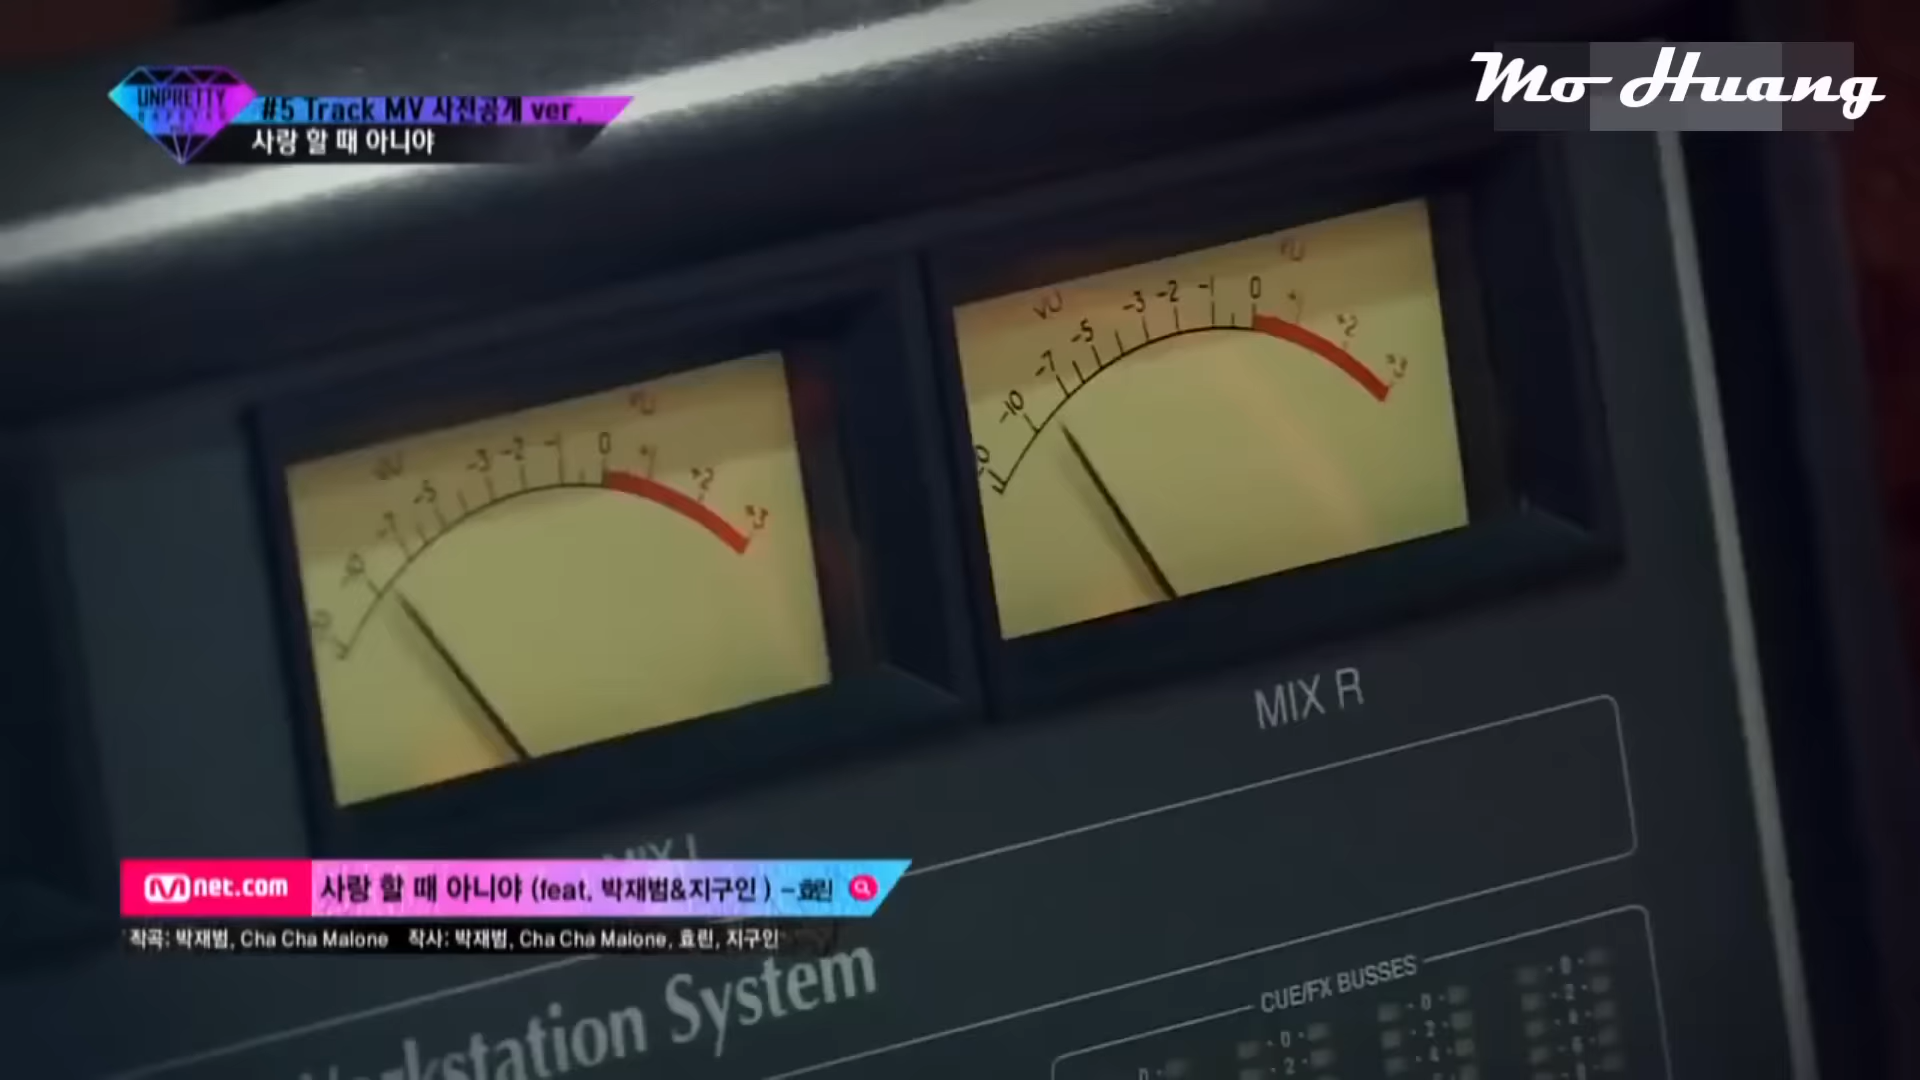 Mo Huang
UNPRETTY
#5 Track MV 사전공개 ver.
사랑 할 때 아니야
VU
-10 -7 -5 -3 -2 -1 0 +1 +2 +3
VU
-10 -7 -5 -3 -2 -1 0 +1 +2
MIX R
MIX L
Mnet.com 사랑 할 때 아니야 (feat. 박재범&지구인) - 효린
작곡: 박재범, Cha Cha Malone 작사: 박재범, Cha Cha Malone, 효린, 지구인
System
CUE/FX BUSSES